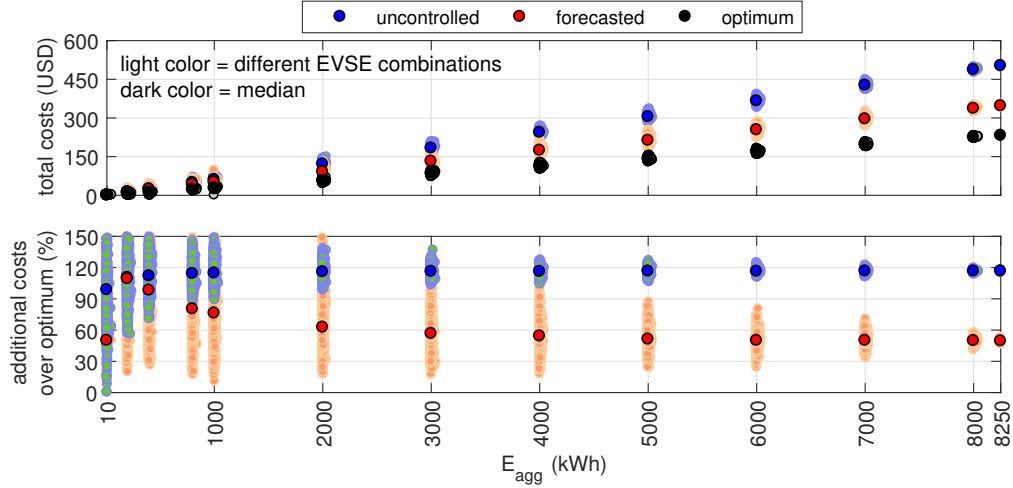 uncontrolled forecasted optimum
total costs (USD)
600
450
300
150
0
light color = different EVSE combinations
dark color = median
additional costs
over optimum (%)
150
120
90
60
30
0
10 1000 2000 3000 4000 5000 6000 7000 8000 8250
E_agg (kWh)